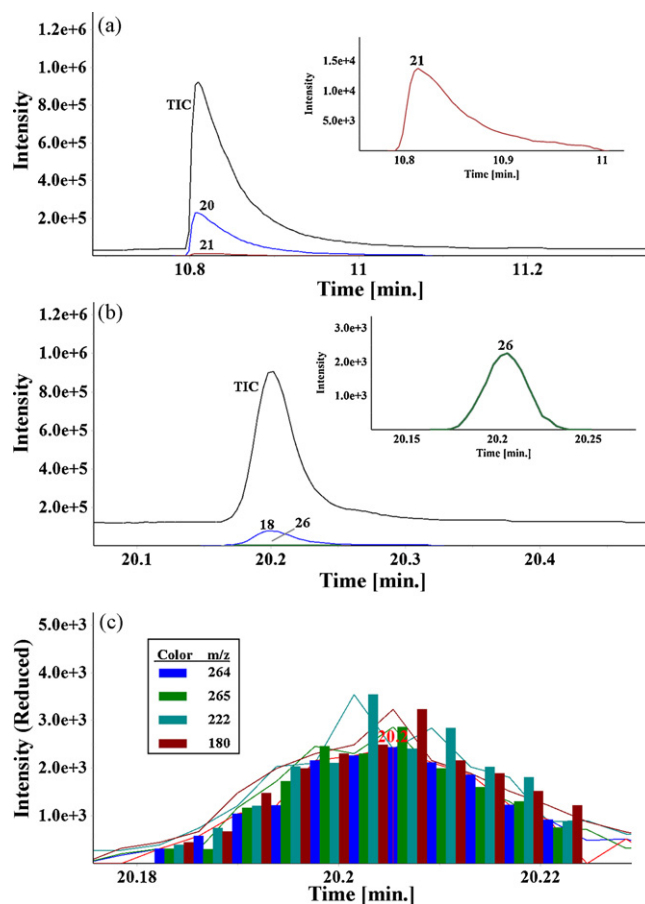 (a)
1.2e+6
1.0e+6
8.0e+5
6.0e+5
4.0e+5
2.0e+5
Intensity
TIC
20
21
10.8 11 11.2
Time [min.]
1.5e+4
1.0e+4
5.0e+3
Intensity
21
10.8 10.9 11
Time [min.]
(b)
1.2e+6
1.0e+6
8.0e+5
6.0e+5
4.0e+5
2.0e+5
Intensity
TIC
18 26
20.1 20.2 20.3 20.4
Time [min.]
3.0e+3
2.0e+3
1.0e+3
Intensity
26
20.15 20.2 20.25
Time [min.]
(c)
5.0e+3
4.0e+3
3.0e+3
2.0e+3
1.0e+3
Intensity (Reduced)
Color m/z
264
265
222
180
20.18 20.2 20.22
Time [min.]